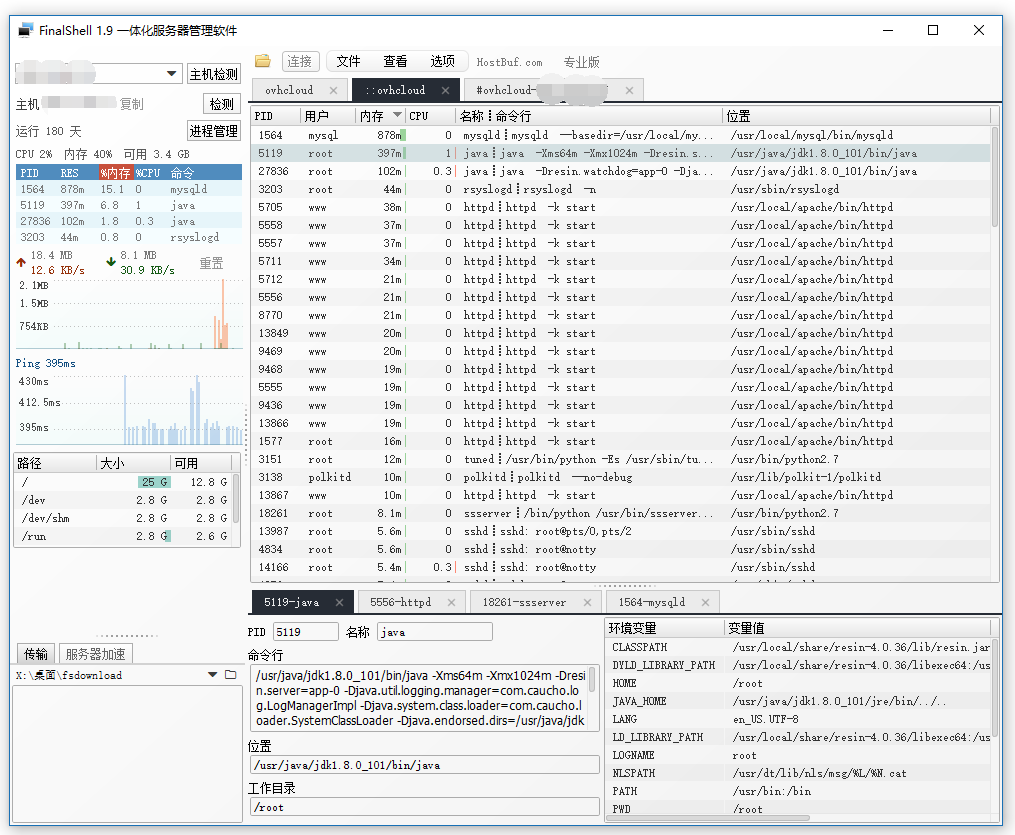 FinalShell 1.9 一体化服务器管理软件
主机检测
主机 复制 检测
运行 180 天 进程管理
CPU 2% 内存 40% 可用 3.4 GB
PID RES %内存 %CPU 命令
1564 878m 15.1 0 mysqld
5119 397m 6.8 1 java
27836 102m 1.8 0.3 java
3203 44m 0.8 0 rsyslogd
18.4 MB 8.1 MB 重置
12.6 KB/s 30.9 KB/s
2.1MB
1.5MB
754KB
Ping 395ms
430ms
412.5ms
395ms
路径 大小 可用
/ 25 G 12.8 G
/dev 2.8 G 2.8 G
/dev/shm 2.8 G 2.8 G
/run 2.8 G 2.6 G
传输 服务器加速
X:\桌面\fsdownload
连接 文件 查看 选项 HostBuf.com 专业版
ovhcloud ::ovhcloud #ovhcloud-
PID 用户 内存 CPU 名称┇命令行 位置
1564 mysql 878m 0 mysqld┇mysqld --basedir=/usr/local/my... /usr/local/mysql/bin/mysqld
5119 root 397m 1 java┇java -Xms64m -Xmx1024m -Dresin.s... /usr/java/jdk1.8.0_101/bin/java
27836 root 102m 0.3 java┇java -Dresin.watchdog=app-0 -Dja... /usr/java/jdk1.8.0_101/bin/java
3203 root 44m 0 rsyslogd┇rsyslogd -n /usr/sbin/rsyslogd
5705 www 38m 0 httpd┇httpd -k start /usr/local/apache/bin/httpd
5558 www 37m 0 httpd┇httpd -k start /usr/local/apache/bin/httpd
5557 www 37m 0 httpd┇httpd -k start /usr/local/apache/bin/httpd
5711 www 34m 0 httpd┇httpd -k start /usr/local/apache/bin/httpd
5712 www 21m 0 httpd┇httpd -k start /usr/local/apache/bin/httpd
5556 www 21m 0 httpd┇httpd -k start /usr/local/apache/bin/httpd
8770 www 21m 0 httpd┇httpd -k start /usr/local/apache/bin/httpd
13849 www 20m 0 httpd┇httpd -k start /usr/local/apache/bin/httpd
9469 www 20m 0 httpd┇httpd -k start /usr/local/apache/bin/httpd
9468 www 19m 0 httpd┇httpd -k start /usr/local/apache/bin/httpd
5555 www 19m 0 httpd┇httpd -k start /usr/local/apache/bin/httpd
9436 www 19m 0 httpd┇httpd -k start /usr/local/apache/bin/httpd
13866 www 19m 0 httpd┇httpd -k start /usr/local/apache/bin/httpd
1577 root 16m 0 httpd┇httpd -k start /usr/local/apache/bin/httpd
3151 root 12m 0 tuned┇/usr/bin/python -Es /usr/sbin/tu... /usr/bin/python2.7
3138 polkitd 10m 0 polkitd┇polkitd --no-debug /usr/lib/polkit-1/polkitd
13867 www 10m 0 httpd┇httpd -k start /usr/local/apache/bin/httpd
18261 root 8.1m 0 ssserver┇/bin/python /usr/bin/ssserver... /usr/bin/python2.7
13987 root 5.6m 0 sshd┇sshd: root@pts/0,pts/2 /usr/sbin/sshd
4834 root 5.6m 0 sshd┇sshd: root@notty /usr/sbin/sshd
14166 root 5.4m 0.3 sshd┇sshd: root@notty /usr/sbin/sshd
5119-java 5556-httpd 18261-ssserver 1564-mysqld
PID 5119 名称 java
命令行
/usr/java/jdk1.8.0_101/bin/java -Xms64m -Xmx1024m -Dresi
n.server=app-0 -Djava.util.logging.manager=com.caucho.lo
g.LogManagerImpl -Djava.system.class.loader=com.caucho.l
oader.SystemClassLoader -Djava.endorsed.dirs=/usr/java/jdk
位置
/usr/java/jdk1.8.0_101/bin/java
工作目录
/root
环境变量 变量值
CLASSPATH /usr/local/share/resin-4.0.36/lib/resin.jar
DYLD_LIBRARY_PATH /usr/local/share/resin-4.0.36/libexec64:/us
HOME /root
JAVA_HOME /usr/java/jdk1.8.0_101/jre/bin/../..
LANG en_US.UTF-8
LD_LIBRARY_PATH /usr/local/share/resin-4.0.36/libexec64:/us
LOGNAME root
NLSPATH /usr/dt/lib/nls/msg/%L/%N.cat
PATH /usr/bin:/bin
PWD /root